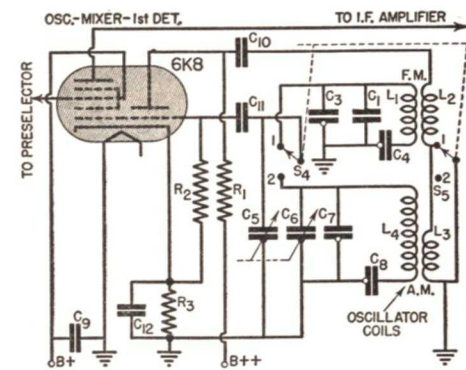 OSC.-MIXER-1ST DET.
TO I.F. AMPLIFIER
6K8
C10
TO PRESELECTOR
F.M.
C11
C3
C1
L1
L2
1
1
S4
C4
2
2
S5
R2
R1
C5
C6
C7
L4
L3
R3
C12
C8
A.M.
C9
OSCILLATOR
COILS
B+
B++